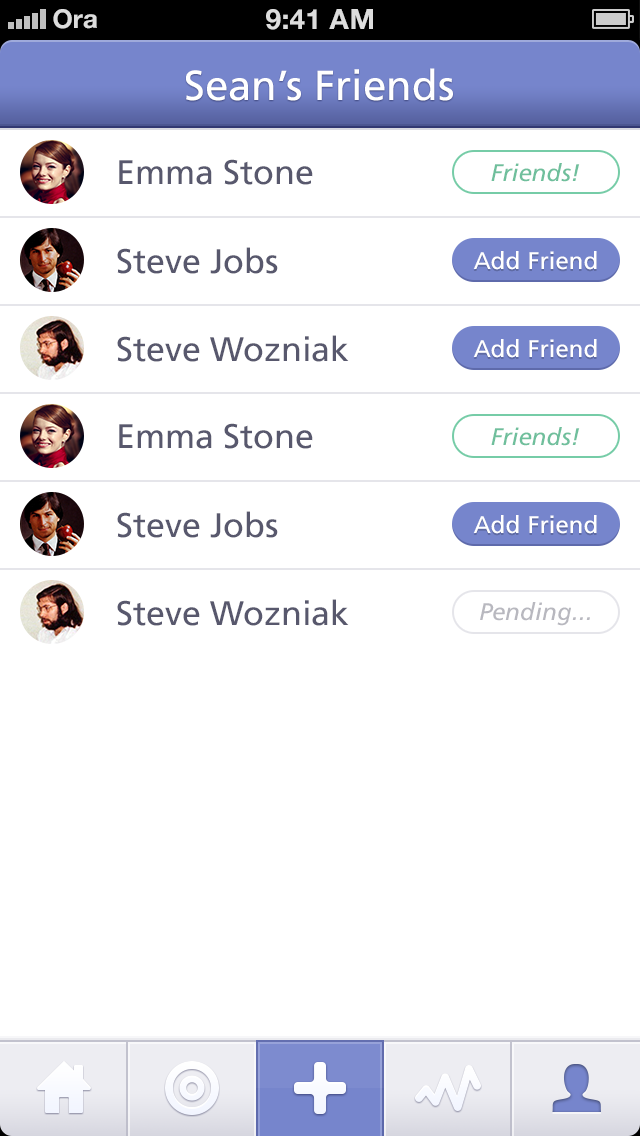 Ora 9:41 AM
Sean’s Friends
Emma Stone Friends!
Steve Jobs Add Friend
Steve Wozniak Add Friend
Emma Stone Friends!
Steve Jobs Add Friend
Steve Wozniak Pending...